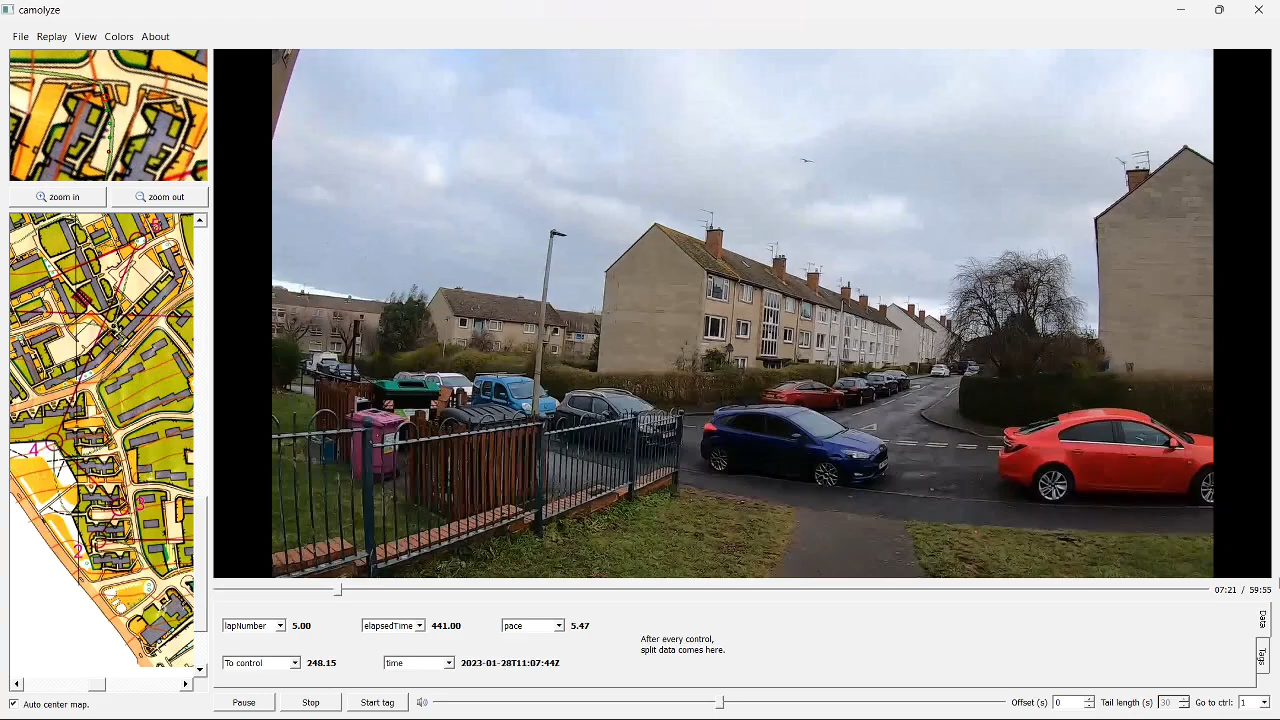 camolyze
File Replay View Colors About
zoom in zoom out
4
2
07:21 / 59:55
lapNumber 5.00 elapsedTime 441.00 pace 5.47
After every control,
split data comes here.
To control 248.15 time 2023-01-28T11:07:44Z
Data
Tags
Auto center map.
Pause Stop Start tag Offset (s) 0 Tail length (s) 30 Go to ctrl: 1